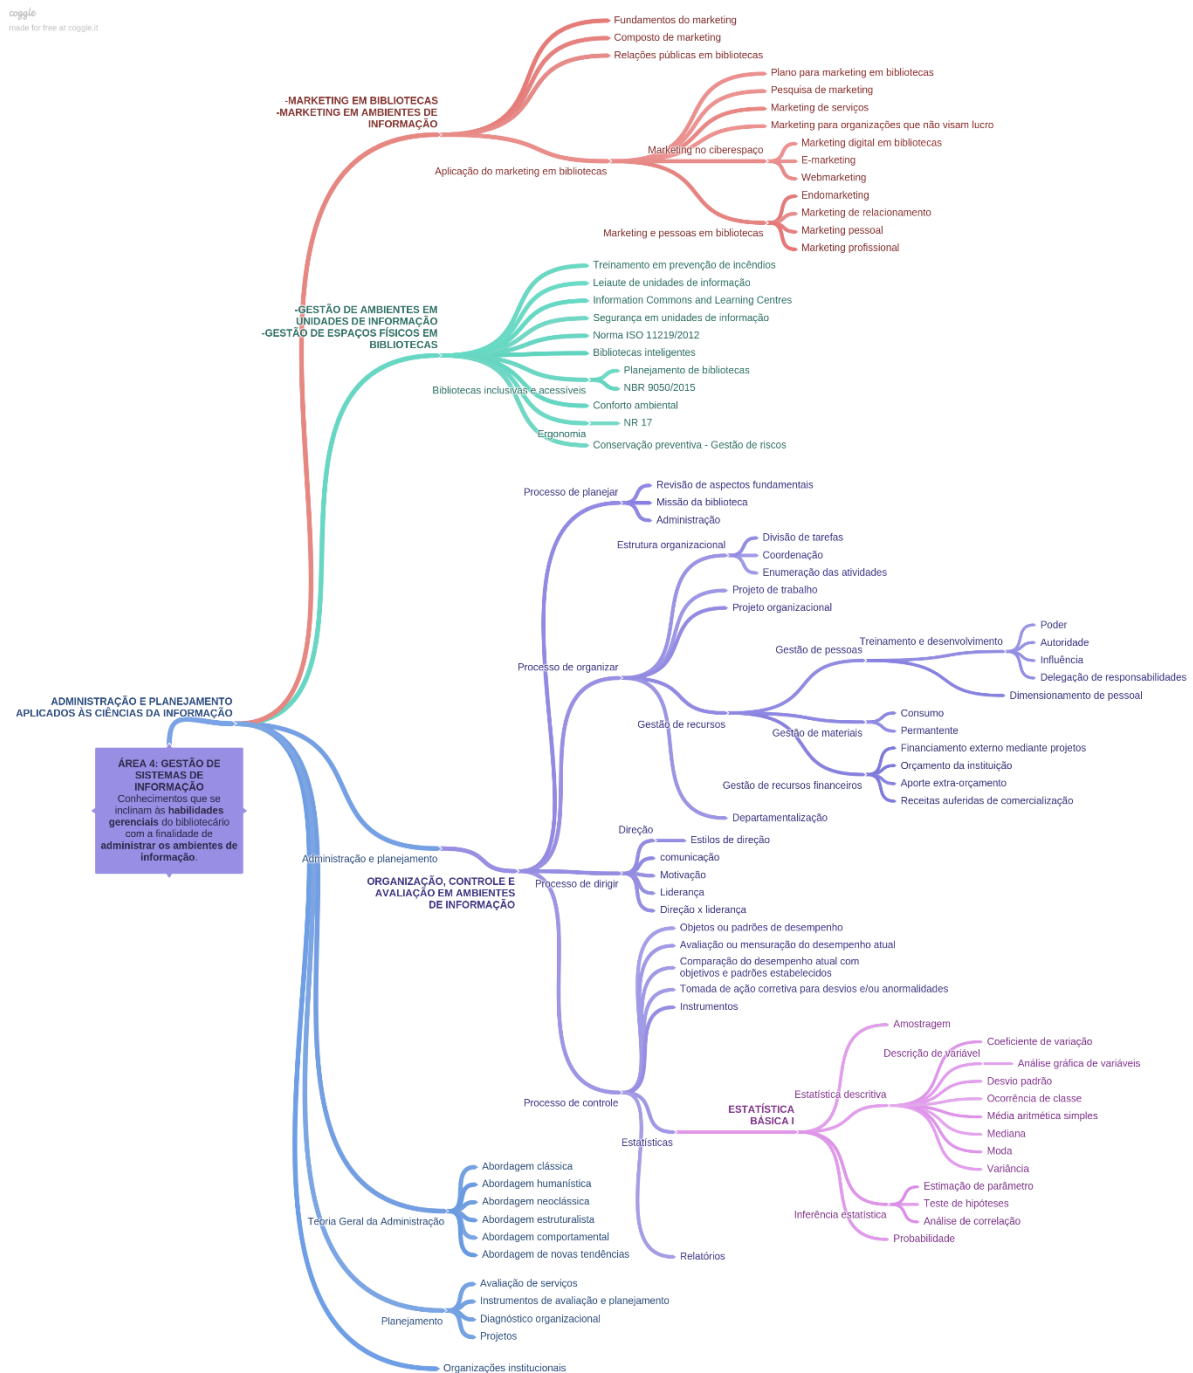 coggle
made for free at coggle.it
Fundamentos do marketing
Composto de marketing
Relações públicas em bibliotecas
-MARKETING EM BIBLIOTECAS
-MARKETING EM AMBIENTES DE
INFORMAÇÃO
Plano para marketing em bibliotecas
Pesquisa de marketing
Marketing de serviços
Marketing para organizações que não visam lucro
Marketing no ciberespaço
Marketing digital em bibliotecas
E-marketing
Webmarketing
Aplicação do marketing em bibliotecas
Endomarketing
Marketing de relacionamento
Marketing pessoal
Marketing profissional
Marketing e pessoas em bibliotecas
Treinamento em prevenção de incêndios
Leiaute de unidades de informação
Information Commons and Learning Centres
Segurança em unidades de informação
Norma ISO 11219/2012
Bibliotecas inteligentes
-GESTÃO DE AMBIENTES EM
UNIDADES DE INFORMAÇÃO
-GESTÃO DE ESPAÇOS FÍSICOS EM
BIBLIOTECAS
Planejamento de bibliotecas
NBR 9050/2015
Bibliotecas inclusivas e acessíveis
Conforto ambiental
NR 17
Ergonomia
Conservação preventiva - Gestão de riscos
Processo de planejar
Revisão de aspectos fundamentais
Missão da biblioteca
Administração
Estrutura organizacional
Divisão de tarefas
Coordenação
Enumeração das atividades
Projeto de trabalho
Projeto organizacional
Processo de organizar
Gestão de pessoas
Treinamento e desenvolvimento
Poder
Autoridade
Influência
Delegação de responsabilidades
Dimensionamento de pessoal
Gestão de recursos
Gestão de materiais
Consumo
Permantente
Gestão de recursos financeiros
Financiamento externo mediante projetos
Orçamento da instituição
Aporte extra-orçamento
Receitas auferidas de comercialização
Departamentalização
ADMINISTRAÇÃO E PLANEJAMENTO
APLICADOS ÀS CIÊNCIAS DA INFORMAÇÃO
ÁREA 4: GESTÃO DE
SISTEMAS DE
INFORMAÇÃO
Conhecimentos que se
inclinam às habilidades
gerenciais do bibliotecário
com a finalidade de
administrar os ambientes de
informação.
Administração e planejamento
ORGANIZAÇÃO, CONTROLE E
AVALIAÇÃO EM AMBIENTES
DE INFORMAÇÃO
Direção
Estilos de direção
comunicação
Motivação
Liderança
Direção x liderança
Processo de dirigir
Objetos ou padrões de desempenho
Avaliação ou mensuração do desempenho atual
Comparação do desempenho atual com
objetivos e padrões estabelecidos
Tomada de ação corretiva para desvios e/ou anormalidades
Instrumentos
Processo de controle
Estatísticas
ESTATÍSTICA
BÁSICA I
Amostragem
Descrição de variável
Coeficiente de variação
Análise gráfica de variáveis
Desvio padrão
Ocorrência de classe
Média aritmética simples
Mediana
Moda
Variância
Estatística descritiva
Inferência estatística
Estimação de parâmetro
Teste de hipóteses
Análise de correlação
Probabilidade
Relatórios
Teoria Geral da Administração
Abordagem clássica
Abordagem humanística
Abordagem neoclássica
Abordagem estruturalista
Abordagem comportamental
Abordagem de novas tendências
Planejamento
Avaliação de serviços
Instrumentos de avaliação e planejamento
Diagnóstico organizacional
Projetos
Organizações institucionais